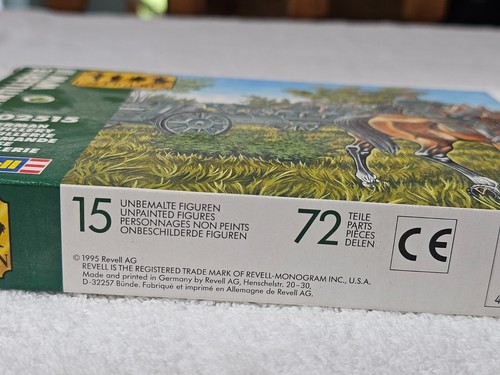 02315
15
UNBEMALTE FIGUREN
UNPAINTED FIGURES
PERSONNAGES NON PEINTS
ONBESCHILDERDE FIGUREN
72
TEILE
PARTS
PIÈCES
DELEN
CE
© 1995 Revell AG
REVELL IS THE REGISTERED TRADE MARK OF REVELL-MONOGRAM INC., U.S.A.
Made and printed in Germany by Revell AG, Henschelstr. 20-30,
D-32257 Bünde. Fabriqué et imprimé en Allemagne de Revell AG.